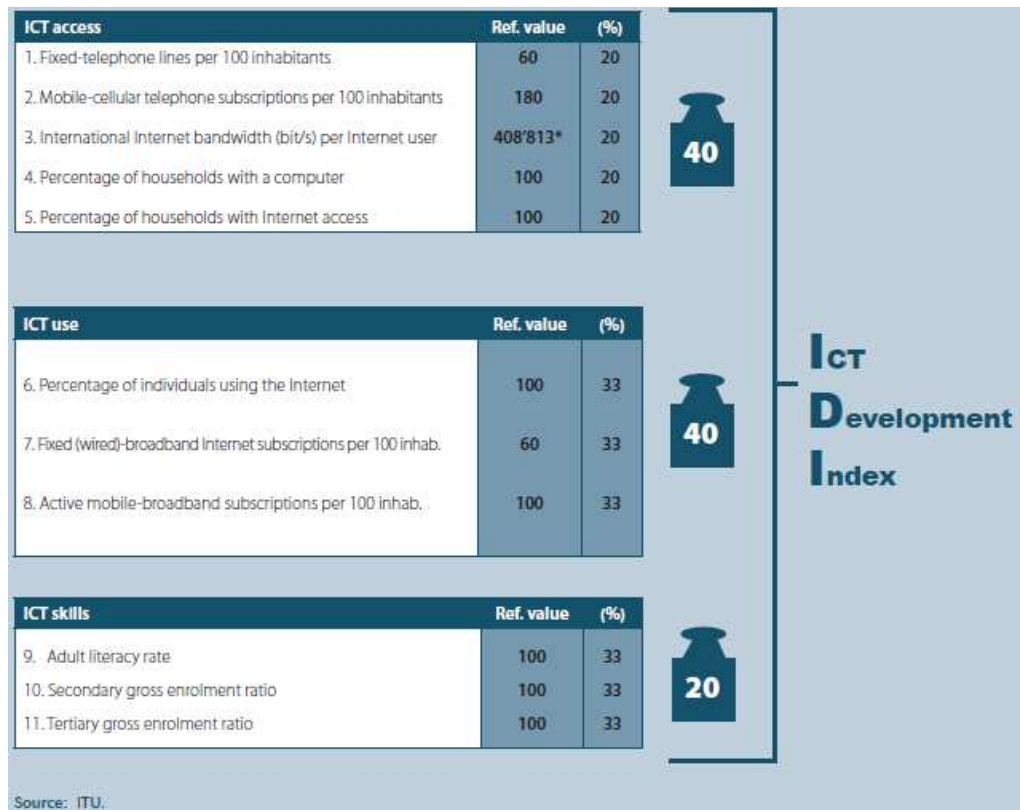 ICT access Ref. value (%)
1. Fixed-telephone lines per 100 inhabitants 60 20
2. Mobile-cellular telephone subscriptions per 100 inhabitants 180 20
3. International Internet bandwidth (bit/s) per Internet user 408'813* 20
4. Percentage of households with a computer 100 20
5. Percentage of households with Internet access 100 20
40
ICT use Ref. value (%)
6. Percentage of individuals using the Internet 100 33
7. Fixed (wired)-broadband Internet subscriptions per 100 inhab. 60 33
8. Active mobile-broadband subscriptions per 100 inhab. 100 33
40
ICT skills Ref. value (%)
9. Adult literacy rate 100 33
10. Secondary gross enrolment ratio 100 33
11. Tertiary gross enrolment ratio 100 33
20
ICT
Development
Index
Source: ITU.